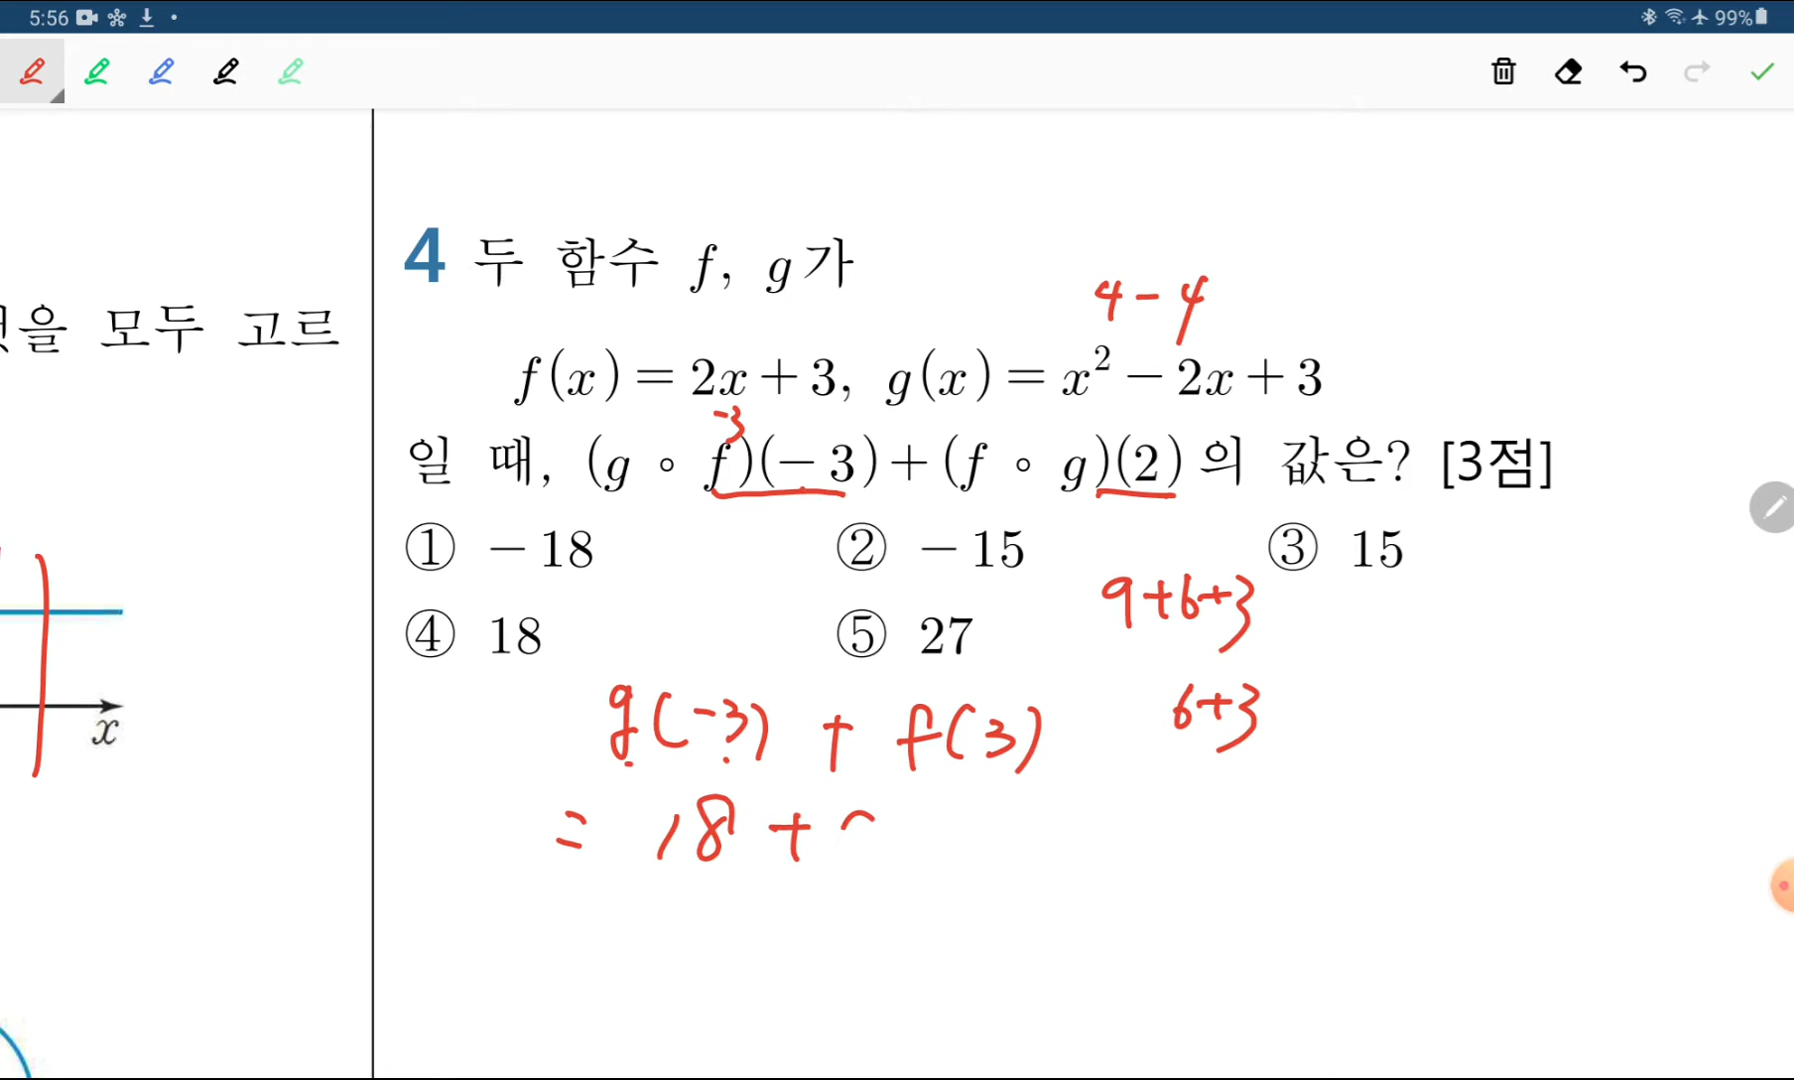 5:56
99%
을 모두 고르
x
4 두 함수 f, g가
4 - 4
f(x) = 2x + 3, g(x) = x² - 2x + 3
-3
일 때, (g ∘ f)(-3) + (f ∘ g)(2)의 값은? [3점]
① -18 ② -15 ③ 15
9+6+3
④ 18 ⑤ 27
g(-3) + f(3)
6+3
= 18 +